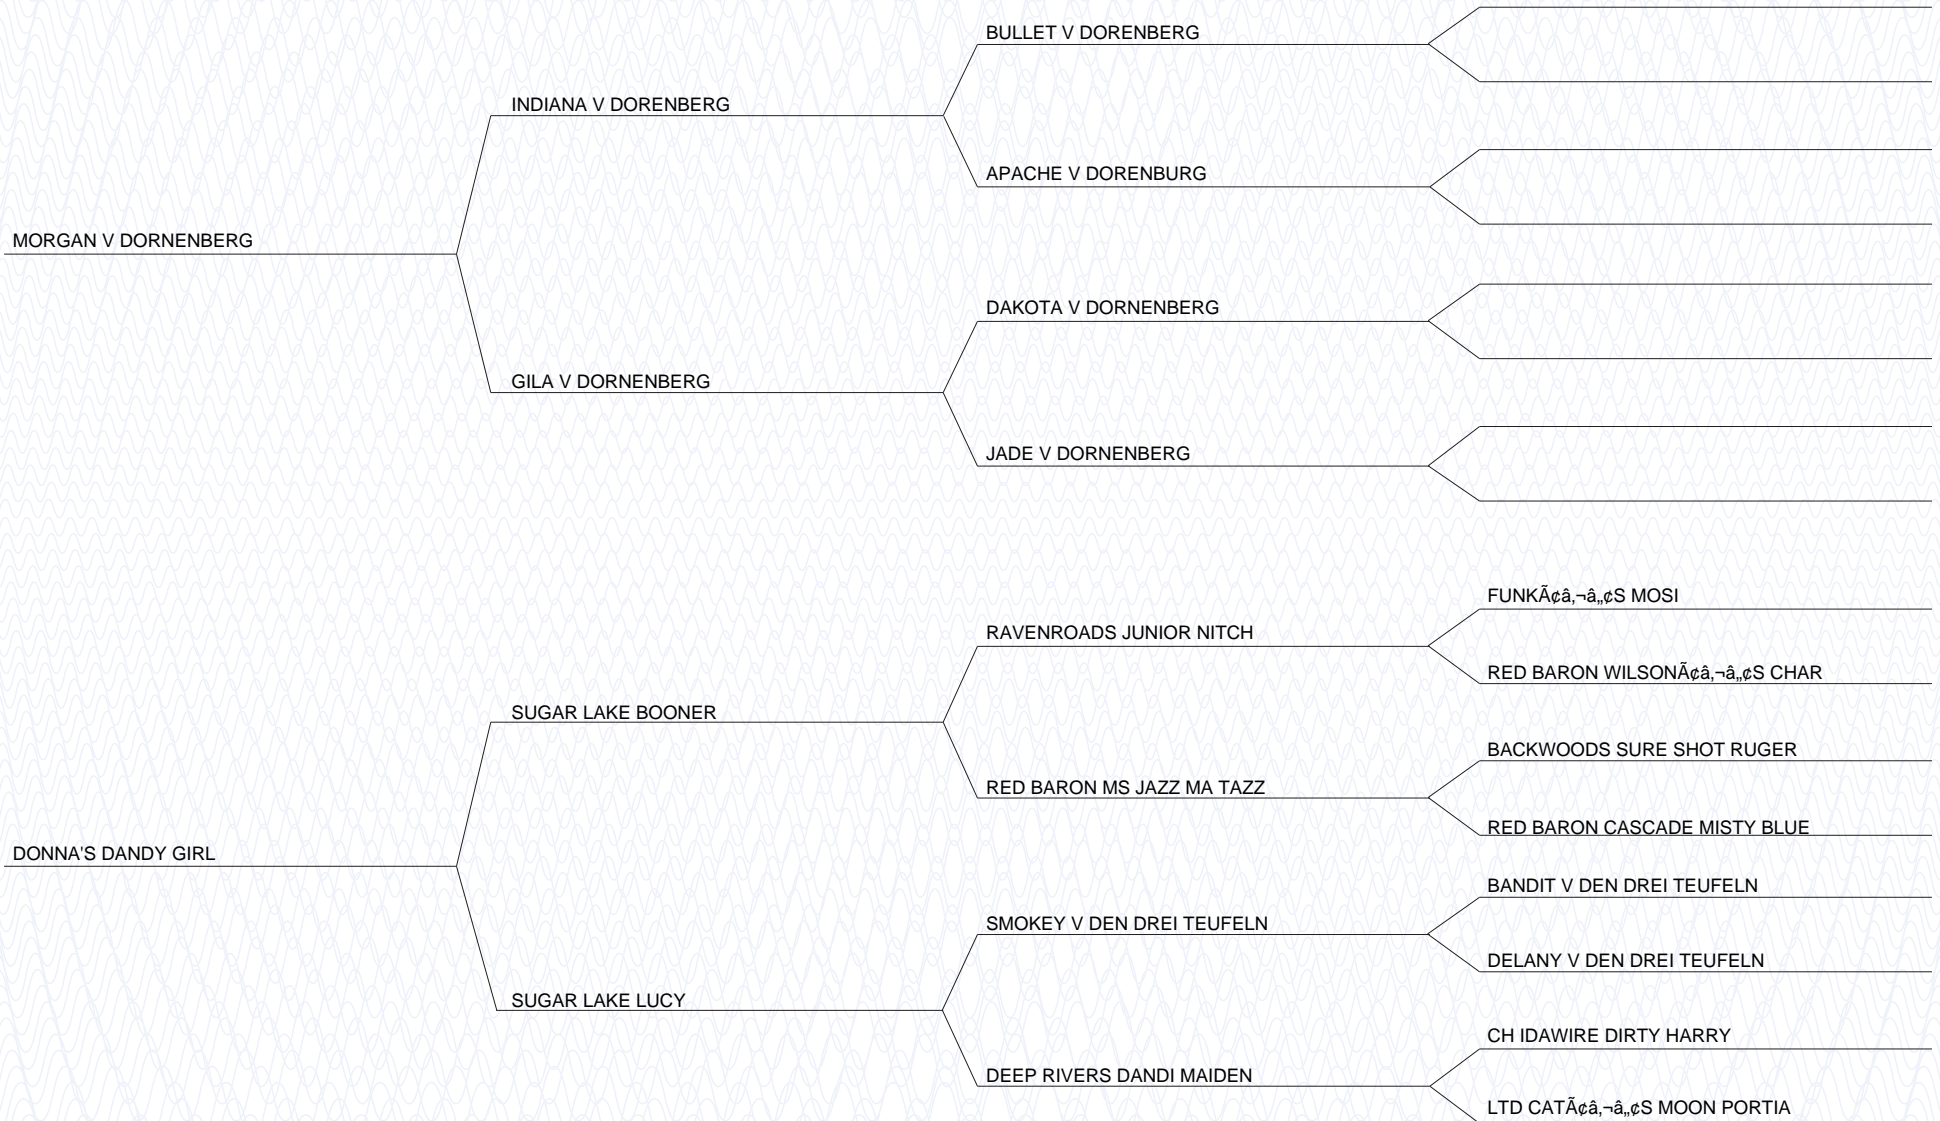 BULLET V DORENBERG
INDIANA V DORENBERG
APACHE V DORENBURG
MORGAN V DORNENBERG
DAKOTA V DORNENBERG
GILA V DORNENBERG
JADE V DORNENBERG
FUNKÃ¢â‚¬â„¢S MOSI
RAVENROADS JUNIOR NITCH
RED BARON WILSONÃ¢â‚¬â„¢S CHAR
SUGAR LAKE BOONER
BACKWOODS SURE SHOT RUGER
RED BARON MS JAZZ MA TAZZ
RED BARON CASCADE MISTY BLUE
DONNA'S DANDY GIRL
BANDIT V DEN DREI TEUFELN
SMOKEY V DEN DREI TEUFELN
DELANY V DEN DREI TEUFELN
SUGAR LAKE LUCY
CH IDAWIRE DIRTY HARRY
DEEP RIVERS DANDI MAIDEN
LTD CATÃ¢â‚¬â„¢S MOON PORTIA